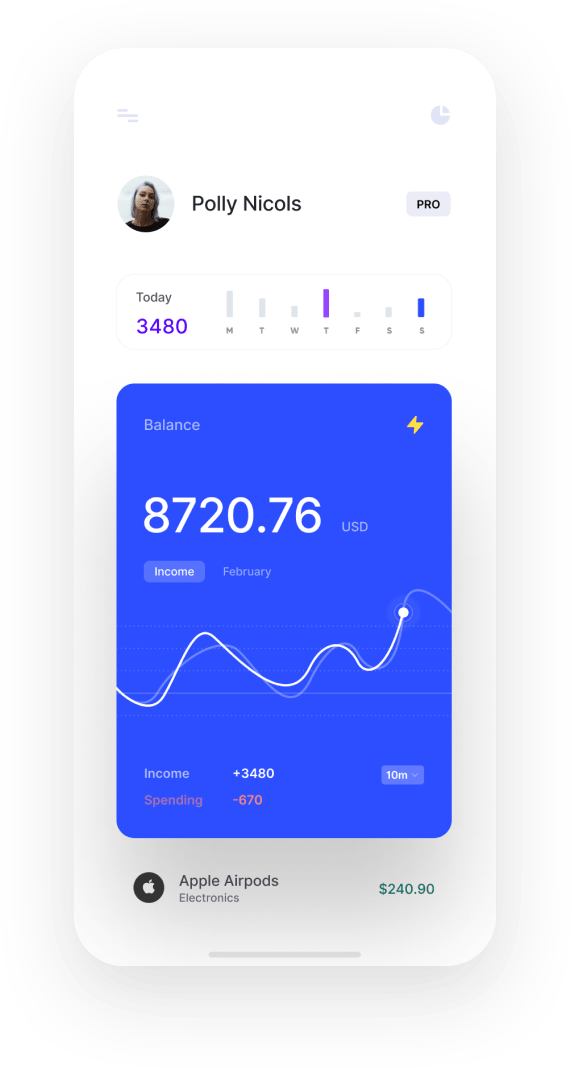 Polly Nicols
PRO
Today
3480
M T W T F S S
Balance
8720.76 USD
Income February
Income +3480
10m
Spending -670
Apple Airpods
Electronics
$240.90